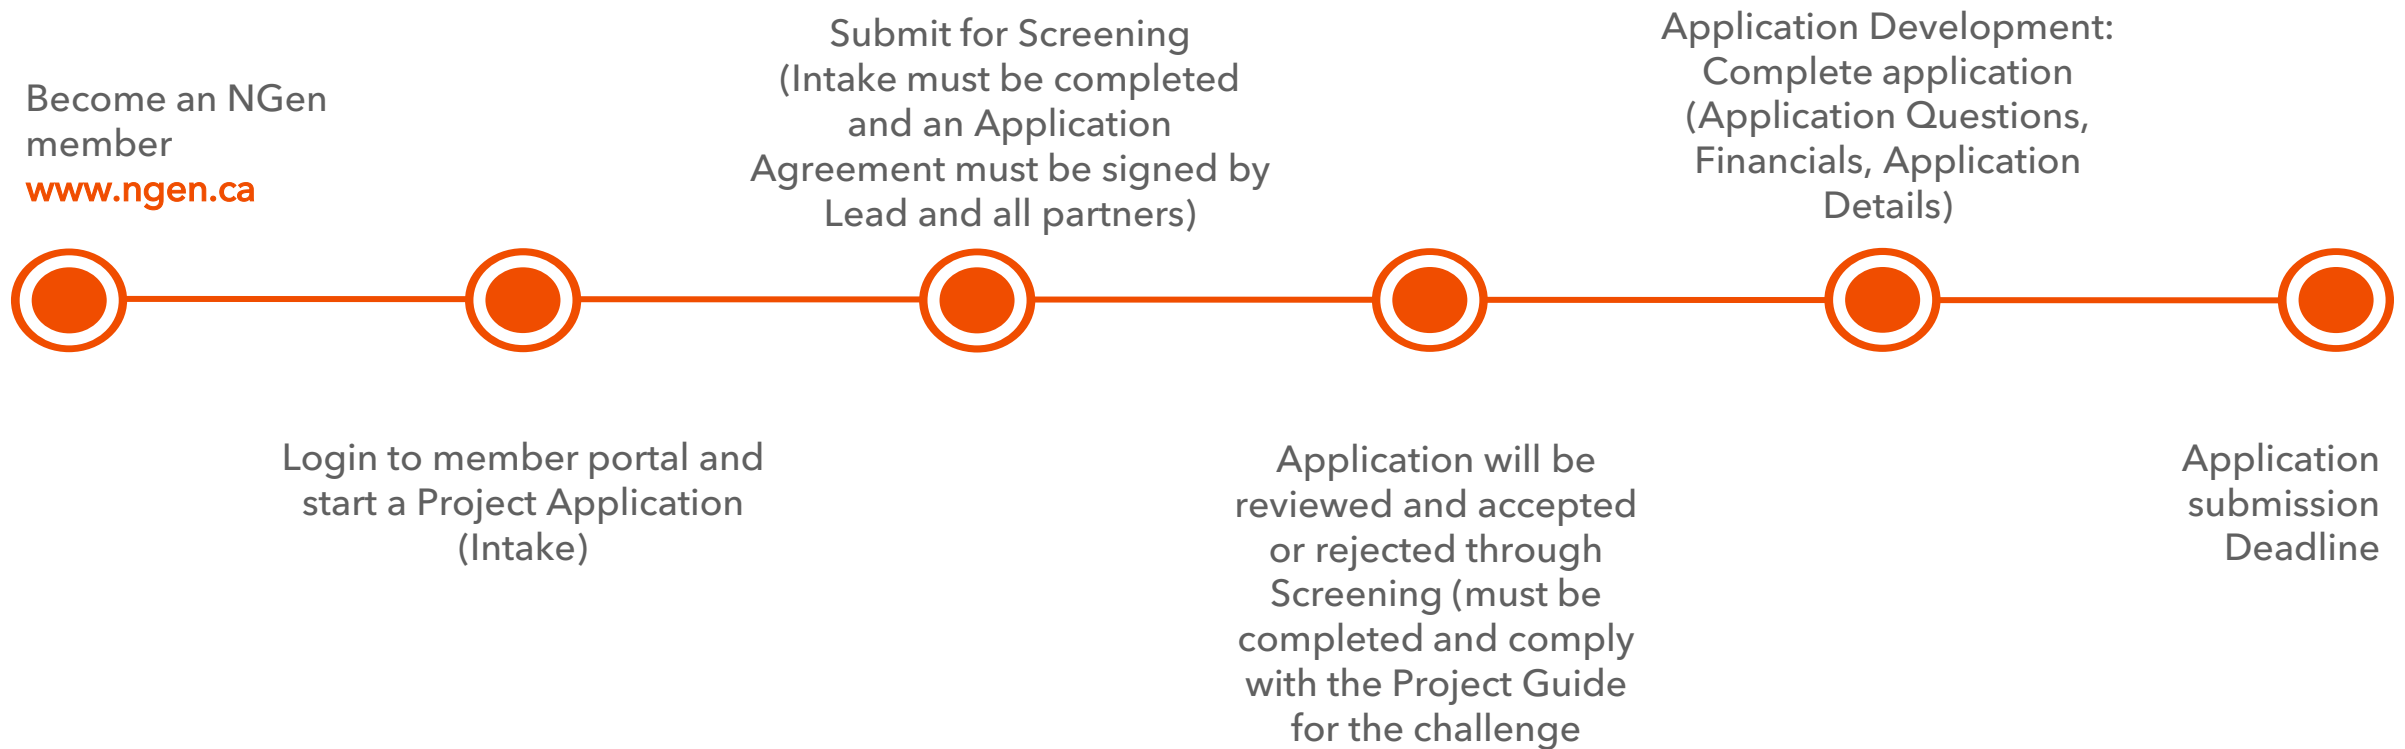 Become an NGen
member
www.ngen.ca
Login to member portal and
start a Project Application
(Intake)
Submit for Screening
(Intake must be completed
and an Application
Agreement must be signed by
Lead and all partners)
Application will be
reviewed and accepted
or rejected through
Screening (must be
completed and comply
with the Project Guide
for the challenge
Application Development:
Complete application
(Application Questions,
Financials, Application
Details)
Application
submission
Deadline